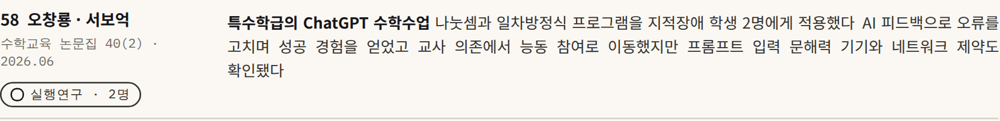 58 오창룡 · 서보억
수학교육 논문집 40(2) ·
2026.06
실행연구 · 2명
특수학급의 ChatGPT 수학수업 나눗셈과 일차방정식 프로그램을 지적장애 학생 2명에게 적용했다 AI 피드백으로 오류를
고치며 성공 경험을 얻었고 교사 의존에서 능동 참여로 이동했지만 프롬프트 입력 문해력 기기와 네트워크 제약도
확인됐다